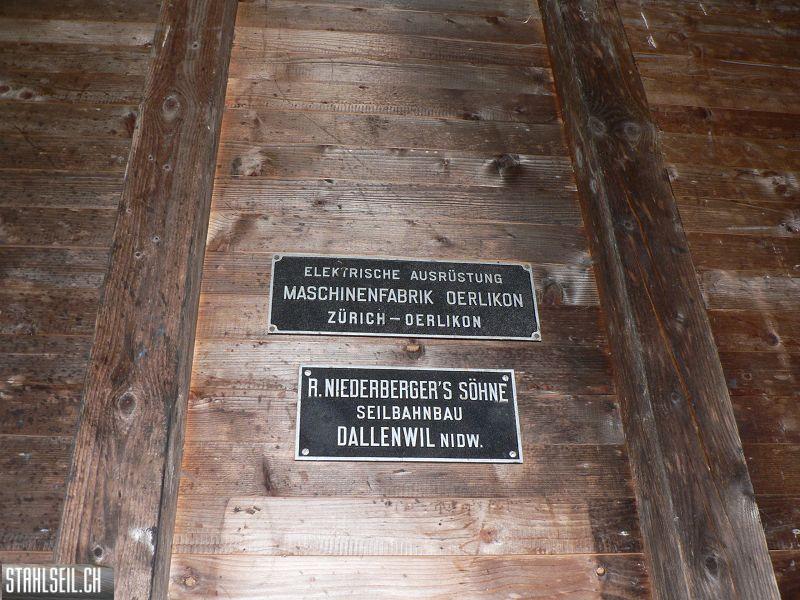 ELEKTRISCHE AUSRÜSTUNG
MASCHINENFABRIK OERLIKON
ZÜRICH – OERLIKON
R. NIEDERBERGER'S SÖHNE
SEILBAHNBAU
DALLENWIL NIDW.
STAHLSEIL.CH